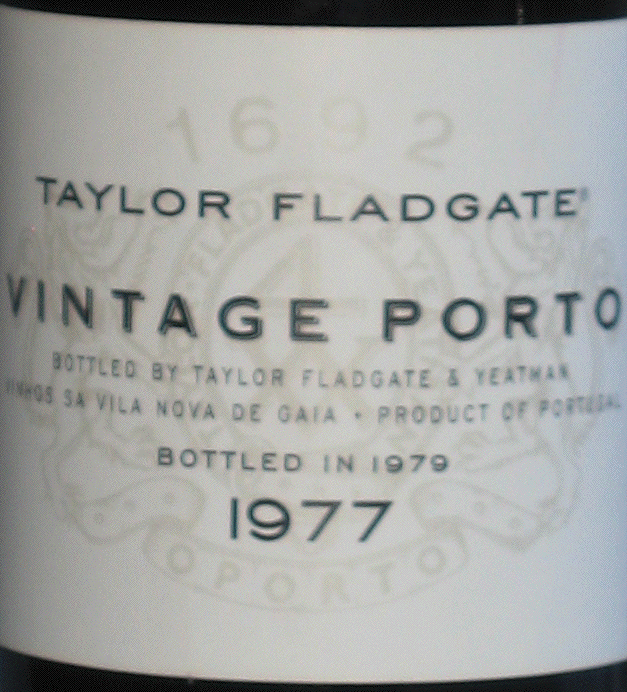 1692
TAYLOR FLADGATE
VINTAGE PORTO
BOTTLED BY TAYLOR FLADGATE & YEATMAN
VINHOS SA VILA NOVA DE GAIA • PRODUCT OF PORTUGAL
BOTTLED IN 1979
1977
OPORTO